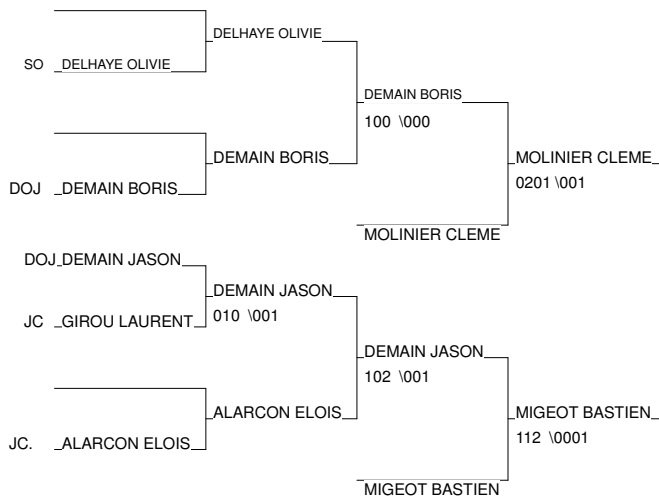 DELHAYE OLIVIE
SO DELHAYE OLIVIE
DEMAIN BORIS
100 \000
DEMAIN BORIS
MOLINIER CLEME
0201 \001
DOJ DEMAIN BORIS
MOLINIER CLEME
DOJ DEMAIN JASON
DEMAIN JASON
010 \001
JC GIROU LAURENT
DEMAIN JASON
102 \001
ALARCON ELOIS
MIGEOT BASTIEN
112 \0001
JC. ALARCON ELOIS
MIGEOT BASTIEN